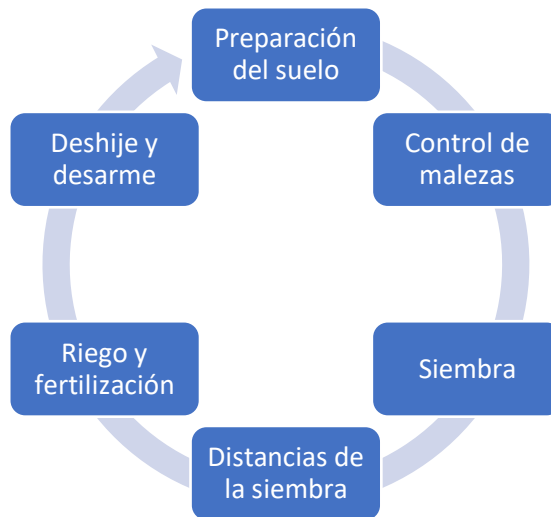 Preparación
del suelo
Control de
malezas
Siembra
Distancias de
la siembra
Riego y
fertilización
Deshije y
desarme